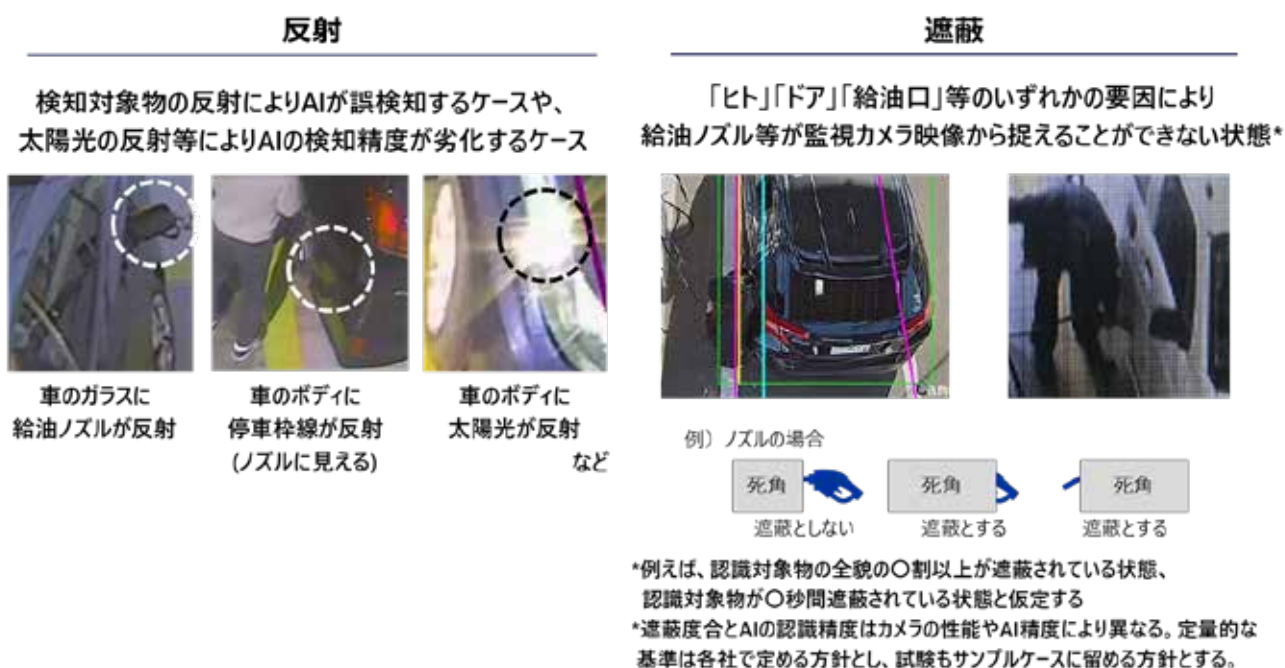 反射
検知対象物の反射によりAIが誤検知するケースや、
太陽光の反射等によりAIの検知精度が劣化するケース
車のガラスに
給油ノズルが反射
車のボディに
停車枠線が反射
(ノズルに見える)
車のボディに
太陽光が反射
など
遮蔽
「ヒト」「ドア」「給油口」等のいずれかの要因により
給油ノズル等が監視カメラ映像から捉えることができない状態*
例）ノズルの場合
死角
遮蔽としない
死角
遮蔽とする
死角
遮蔽とする
*例えば、認識対象物の全貌の〇割以上が遮蔽されている状態、
認識対象物が〇秒間遮蔽されている状態と仮定する
*遮蔽度合とAIの認識精度はカメラの性能やAI精度により異なる。定量的な
基準は各社で定める方針とし、試験もサンプルケースに留める方針とする。